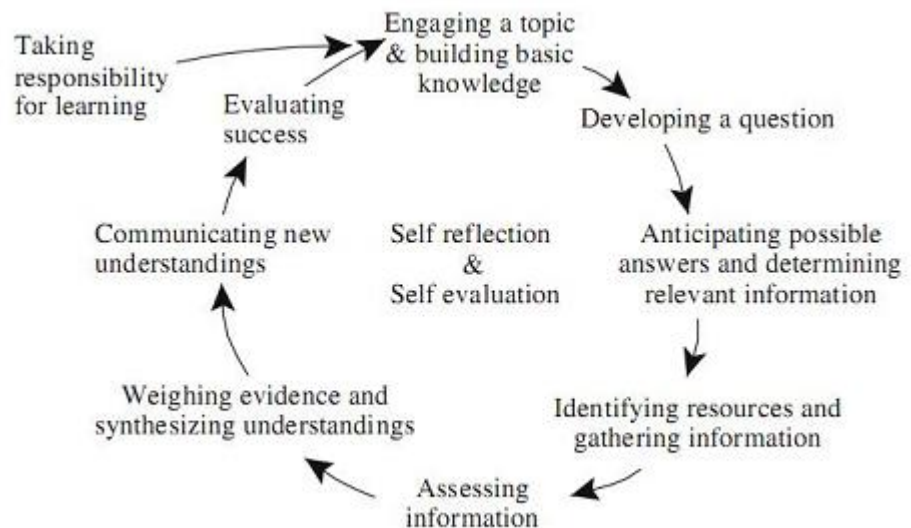 Engaging a topic
& building basic
knowledge
Developing a question
Anticipating possible
answers and determining
relevant information
Identifying resources and
gathering information
Assessing
information
Weighing evidence and
synthesizing understandings
Communicating new
understandings
Evaluating
success
Taking
responsibility
for learning
Self reflection
&
Self evaluation